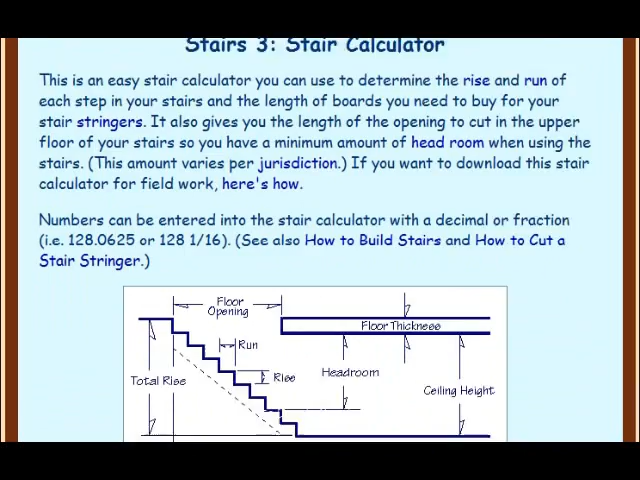 Stairs 3: Stair Calculator
This is an easy stair calculator you can use to determine the rise and run of
each step in your stairs and the length of boards you need to buy for your
stair stringers. It also gives you the length of the opening to cut in the upper
floor of your stairs so you have a minimum amount of head room when using the
stairs. (This amount varies per jurisdiction.) If you want to download this stair
calculator for field work, here's how.
Numbers can be entered into the stair calculator with a decimal or fraction
(i.e. 128.0625 or 128 1/16). (See also How to Build Stairs and How to Cut a
Stair Stringer.)
Floor
Opening
Floor Thickness
Run
Rise
Headroom
Total Rise
Ceiling Height